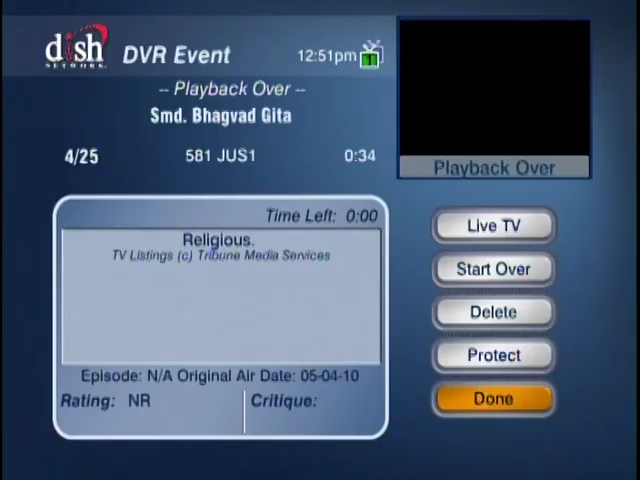 dish
NETWORK
DVR Event
12:51pm
1
-- Playback Over --
Smd. Bhagvad Gita
4/25 581 JUS1 0:34
Playback Over
Time Left: 0:00
Religious.
TV Listings (c) Tribune Media Services
Episode: N/A Original Air Date: 05-04-10
Rating: NR Critique:
Live TV
Start Over
Delete
Protect
Done